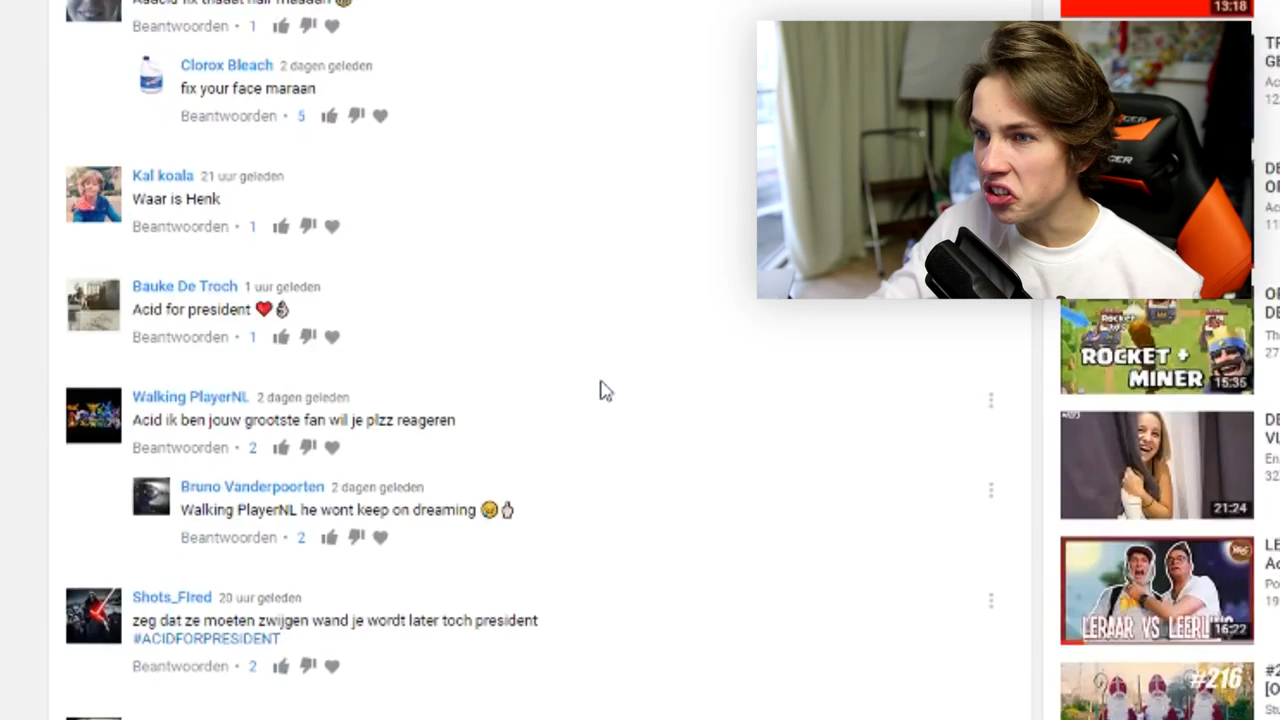 Beantwoorden • 1
13:18
Clorox Bleach 2 dagen geleden
fix your face maraan
Beantwoorden • 5
Kal koala 21 uur geleden
Waar is Henk
Beantwoorden • 1
Bauke De Troch 1 uur geleden
Acid for president ❤️👌
Beantwoorden • 1
ROCKET +
MINER
15:35
Walking PlayerNL 2 dagen geleden
Acid ik ben jouw grootste fan wil je plzz reageren
Beantwoorden • 2
Bruno Vanderpoorten 2 dagen geleden
Walking PlayerNL he wont keep on dreaming
Beantwoorden • 2
21:24
Shots_FIred 20 uur geleden
zeg dat ze moeten zwijgen wand je wordt later toch president
#ACIDFORPRESIDENT
Beantwoorden • 2
LERAAR VS
16:22
#216